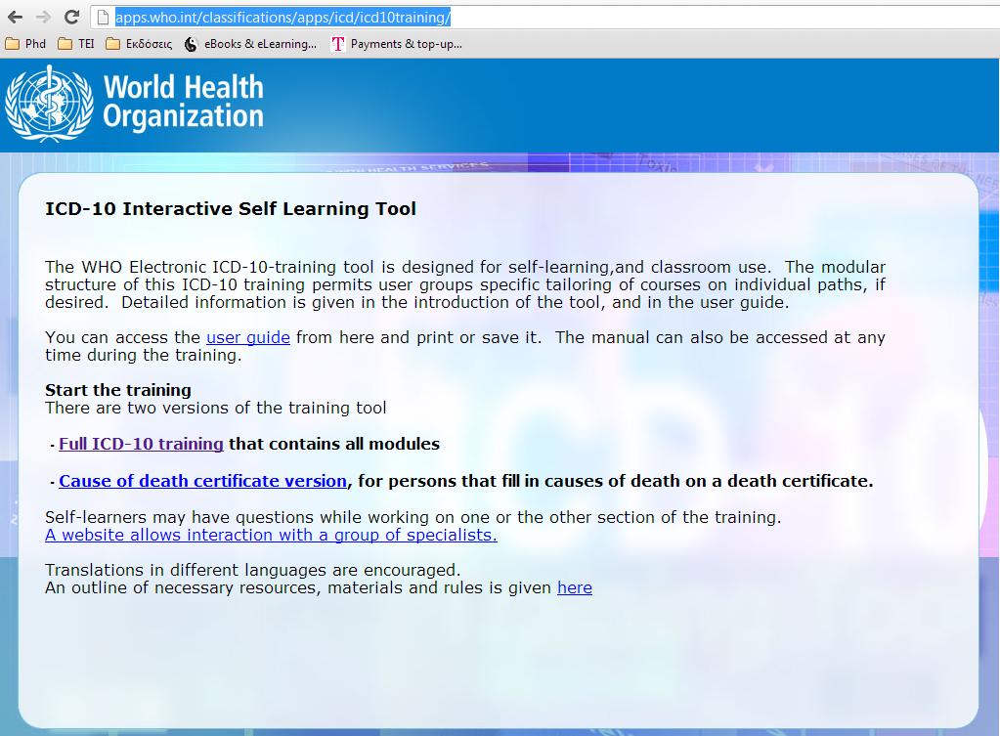 apps.who.int/classifications/apps/icd/icd10training/
Phd TEI Εκδόσεις eBooks & eLearning... T Payments & top-up...
World Health
Organization
WITH HEALTH SERVICES
Toxic
ICD-10 Interactive Self Learning Tool
The WHO Electronic ICD-10-training tool is designed for self-learning,and classroom use. The modular
structure of this ICD-10 training permits user groups specific tailoring of courses on individual paths, if
desired. Detailed information is given in the introduction of the tool, and in the user guide.
You can access the user guide from here and print or save it. The manual can also be accessed at any
time during the training.
Start the training
There are two versions of the training tool
- Full ICD-10 training that contains all modules
- Cause of death certificate version, for persons that fill in causes of death on a death certificate.
Self-learners may have questions while working on one or the other section of the training.
A website allows interaction with a group of specialists.
Translations in different languages are encouraged.
An outline of necessary resources, materials and rules is given here
ICD-10